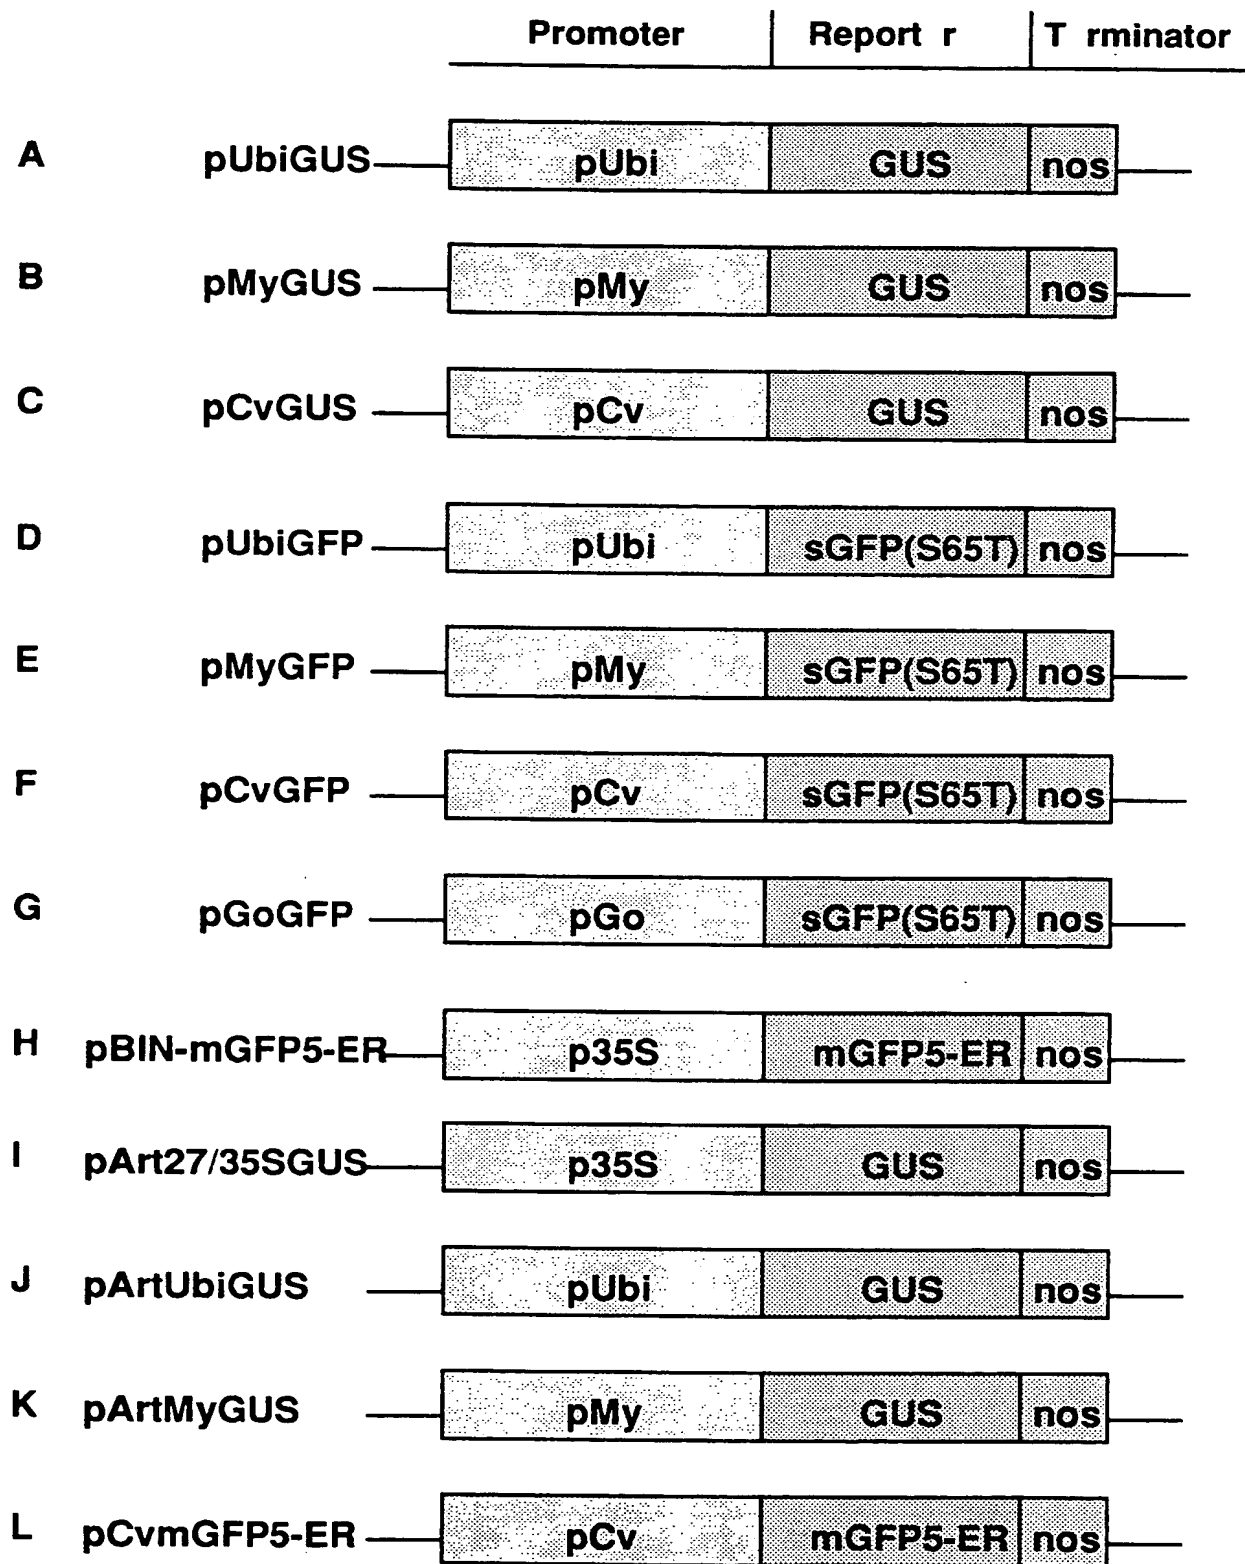 Promoter Report r T rminator
A pUbiGUS pUbi GUS nos
B pMyGUS pMy GUS nos
C pCvGUS pCv GUS nos
D pUbiGFP pUbi sGFP(S65T) nos
E pMyGFP pMy sGFP(S65T) nos
F pCvGFP pCv sGFP(S65T) nos
G pGoGFP pGo sGFP(S65T) nos
H pBIN-mGFP5-ER p35S mGFP5-ER nos
I pArt27/35SGUS p35S GUS nos
J pArtUbiGUS pUbi GUS nos
K pArtMyGUS pMy GUS nos
L pCvmGFP5-ER pCv mGFP5-ER nos